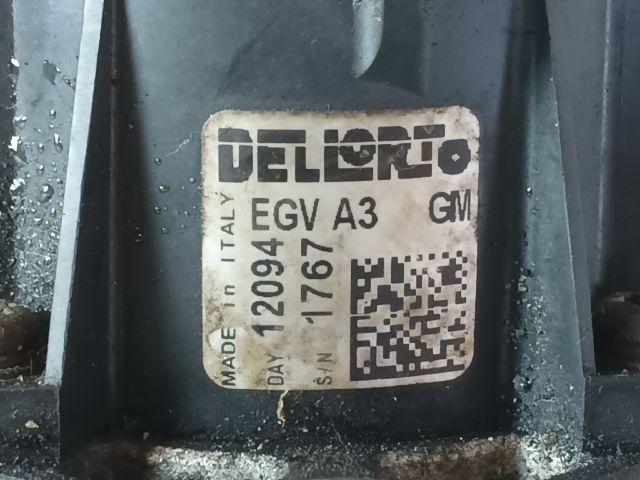 DELLORTO
EGV A3 GM
MADE in ITALY
DAY 12094
S/N 1767